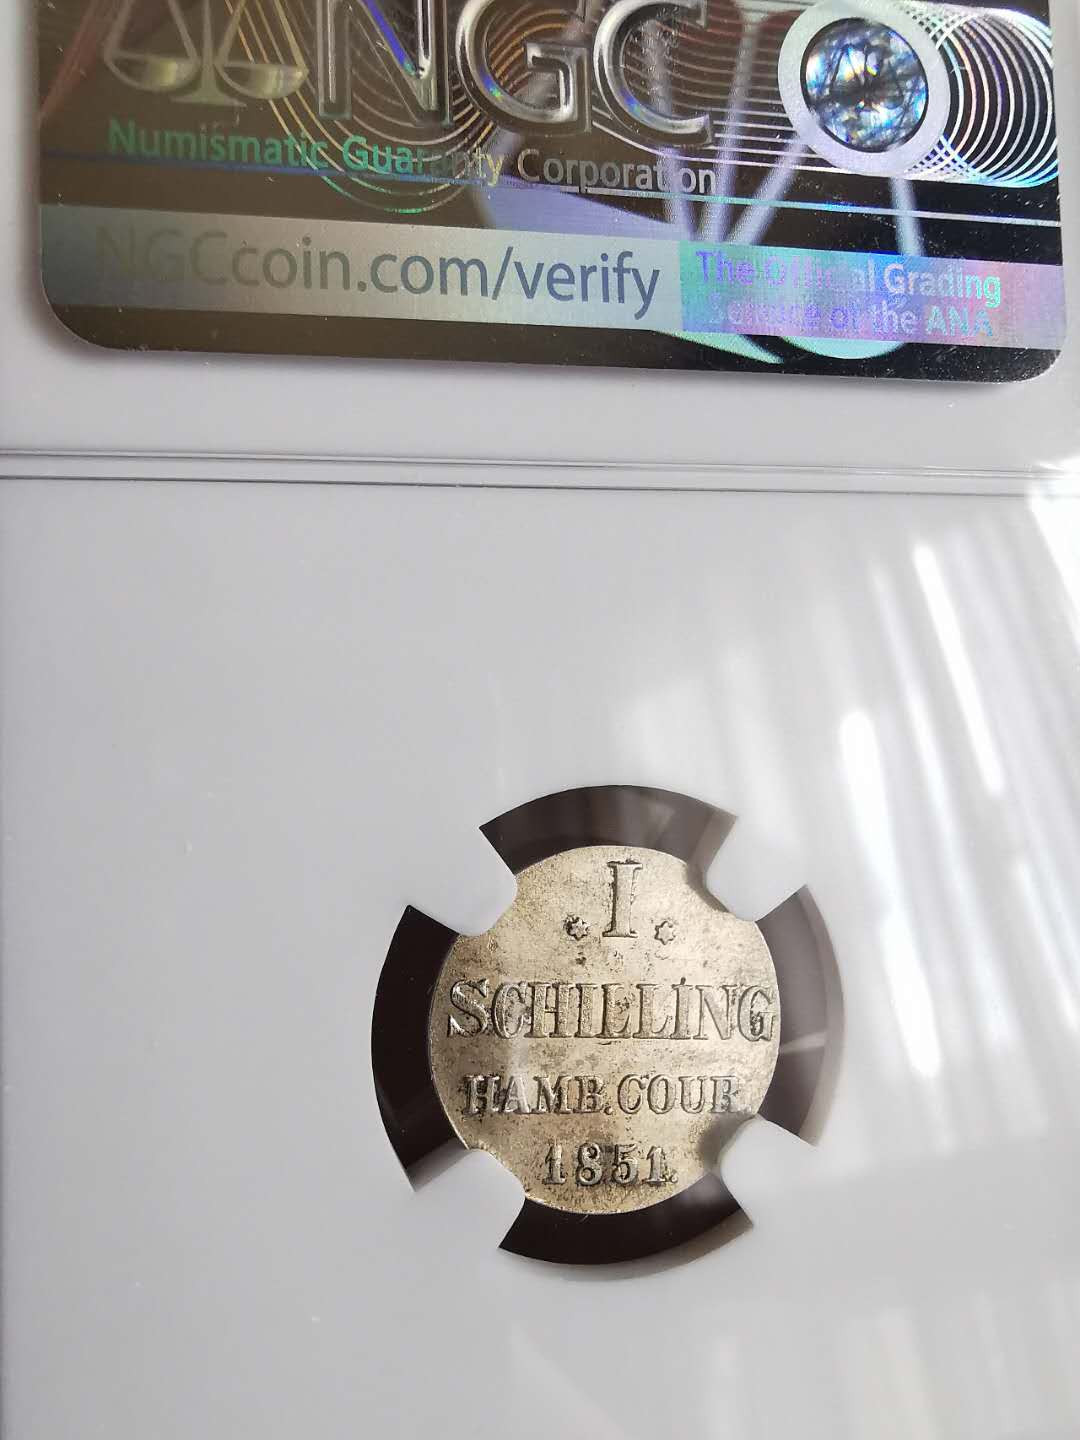 NGC
Numismatic Guaranty Corporation
NGCcoin.com/verify
The Official Grading
Service of the ANA
.I.
SCHILLING
HAMB.COUR.
1851.